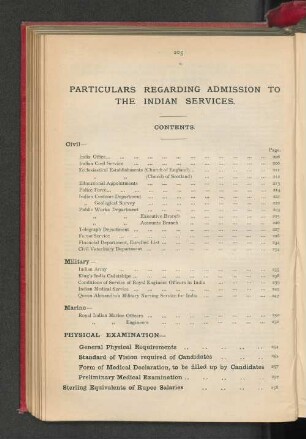 205
PARTICULARS REGARDING ADMISSION TO
THE INDIAN SERVICES.
CONTENTS
Civil—
Page.
India Office
Indian Civil Service
Ecclesiastical Establishments (Church of England)
(Church of Scotland)
Educational Appointments
Police Force
Indian Customs Department
" Geological Survey
Public Works Department
" " Executive Branch
" " Accounts Branch
Telegraph Department
Forest Service
Financial Department, Enrolled List
Civil Veterinary Department
Military—
Indian Army
King's India Cadetships
Conditions of Service of Royal Engineer Officers in India
Indian Medical Service
Queen Alexandra's Military Nursing Service for India
Marine—
Royal Indian Marine Officers
" " Engineers
PHYSICAL EXAMINATION—
General Physical Requirements
Standard of Vision required of Candidates
Form of Medical Declaration, to be filled up by Candidates
Preliminary Medical Examination
Sterling Equivalents of Rupee Salaries